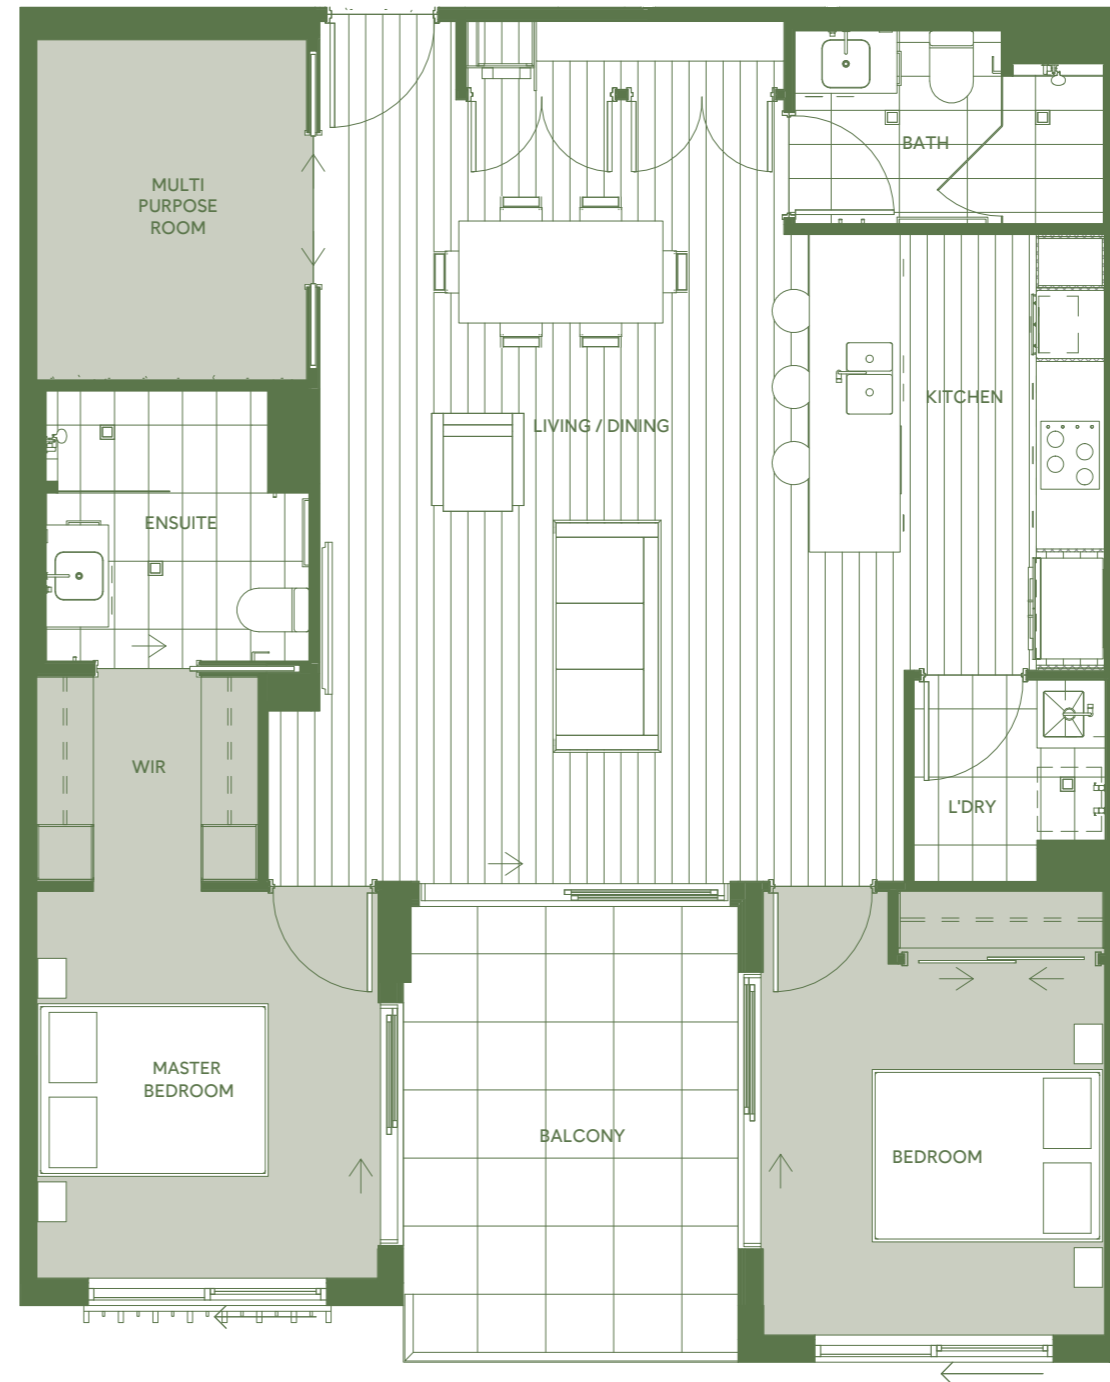 BATH
MULTI
PURPOSE
ROOM
KITCHEN
LIVING / DINING
ENSUITE
WIR
L'DRY
MASTER
BEDROOM
BALCONY
BEDROOM